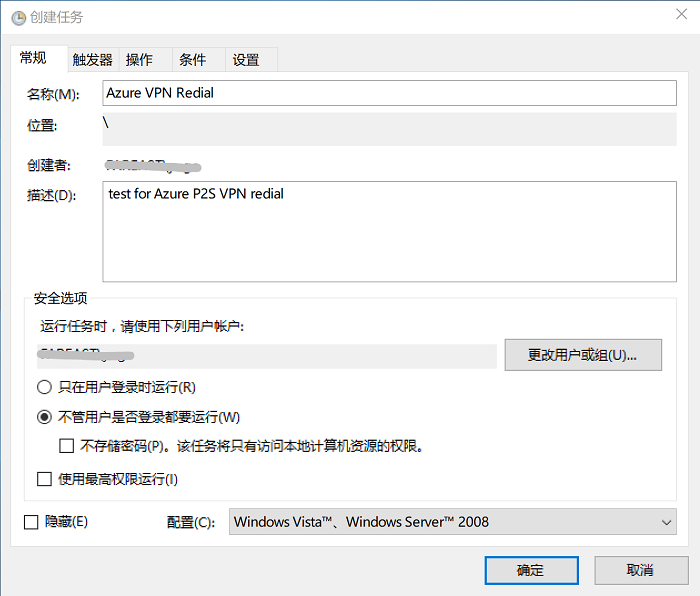 创建任务
常规 触发器 操作 条件 设置
名称(M): Azure VPN Redial
位置: \
创建者:
描述(D): test for Azure P2S VPN redial
安全选项
运行任务时，请使用下列用户帐户:
更改用户或组(U)...
只在用户登录时运行(R)
不管用户是否登录都要运行(W)
不存储密码(P)。该任务将只有访问本地计算机资源的权限。
使用最高权限运行(I)
隐藏(E) 配置(C): Windows Vista™、Windows Server™ 2008
确定 取消